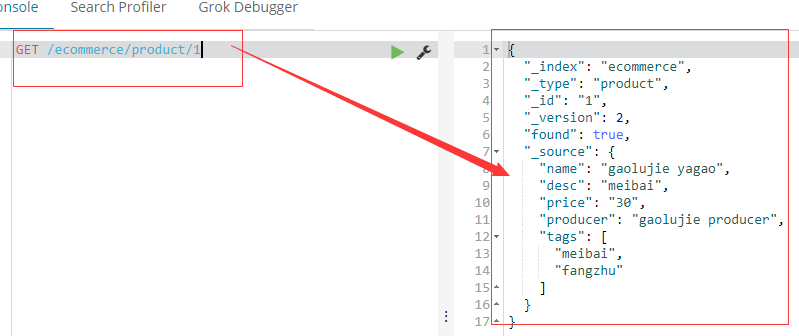 onsole Search Profiler Grok Debugger
GET /ecommerce/product/1
1 {
2 "_index": "ecommerce",
3 "_type": "product",
4 "_id": "1",
5 "_version": 2,
6 "found": true,
7 "_source": {
8 "name": "gaolujie yagao",
9 "desc": "meibai",
10 "price": "30",
11 "producer": "gaolujie producer",
12 "tags": [
13 "meibai",
14 "fangzhu"
15 ]
16 }
17 }